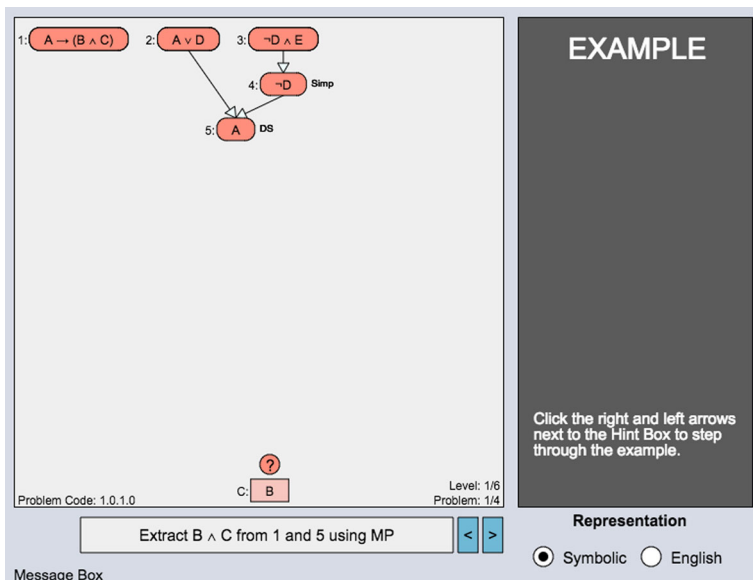 1: A → (B ∧ C) 2: A ∨ D 3: ¬D ∧ E
4: ¬D Simp
5: A DS
?
C: B
Problem Code: 1.0.1.0
Level: 1/6
Problem: 1/4
Extract B ∧ C from 1 and 5 using MP
< >
Message Box
EXAMPLE
Click the right and left arrows
next to the Hint Box to step
through the example.
Representation
Symbolic English